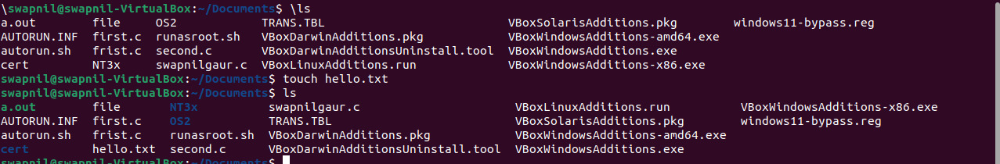 \swapnil@swapnil-VirtualBox:~/Documents$ \ls
a.out       file     OS2            TRANS.TBL                       VBoxSolarisAdditions.pkg       windows11-bypass.reg
AUTORUN.INF  first.c  runasroot.sh   VBoxDarwinAdditions.pkg         VBoxWindowsAdditions-amd64.exe
autorun.sh  frist.c  second.c       VBoxDarwinAdditionsUninstall.tool  VBoxWindowsAdditions.exe
cert        NT3x     swapnilgaur.c  VBoxLinuxAdditions.run          VBoxWindowsAdditions-x86.exe
swapnil@swapnil-VirtualBox:~/Documents$ touch hello.txt
swapnil@swapnil-VirtualBox:~/Documents$ ls
a.out       file       NT3x          swapnilgaur.c                   VBoxLinuxAdditions.run          VBoxWindowsAdditions-x86.exe
AUTORUN.INF  first.c    OS2           TRANS.TBL                       VBoxSolarisAdditions.pkg        windows11-bypass.reg
autorun.sh  frist.c    runasroot.sh  VBoxDarwinAdditions.pkg         VBoxWindowsAdditions-amd64.exe
cert        hello.txt  second.c      VBoxDarwinAdditionsUninstall.tool  VBoxWindowsAdditions.exe
swapnil@swapnil-VirtualBox:~/Documents$